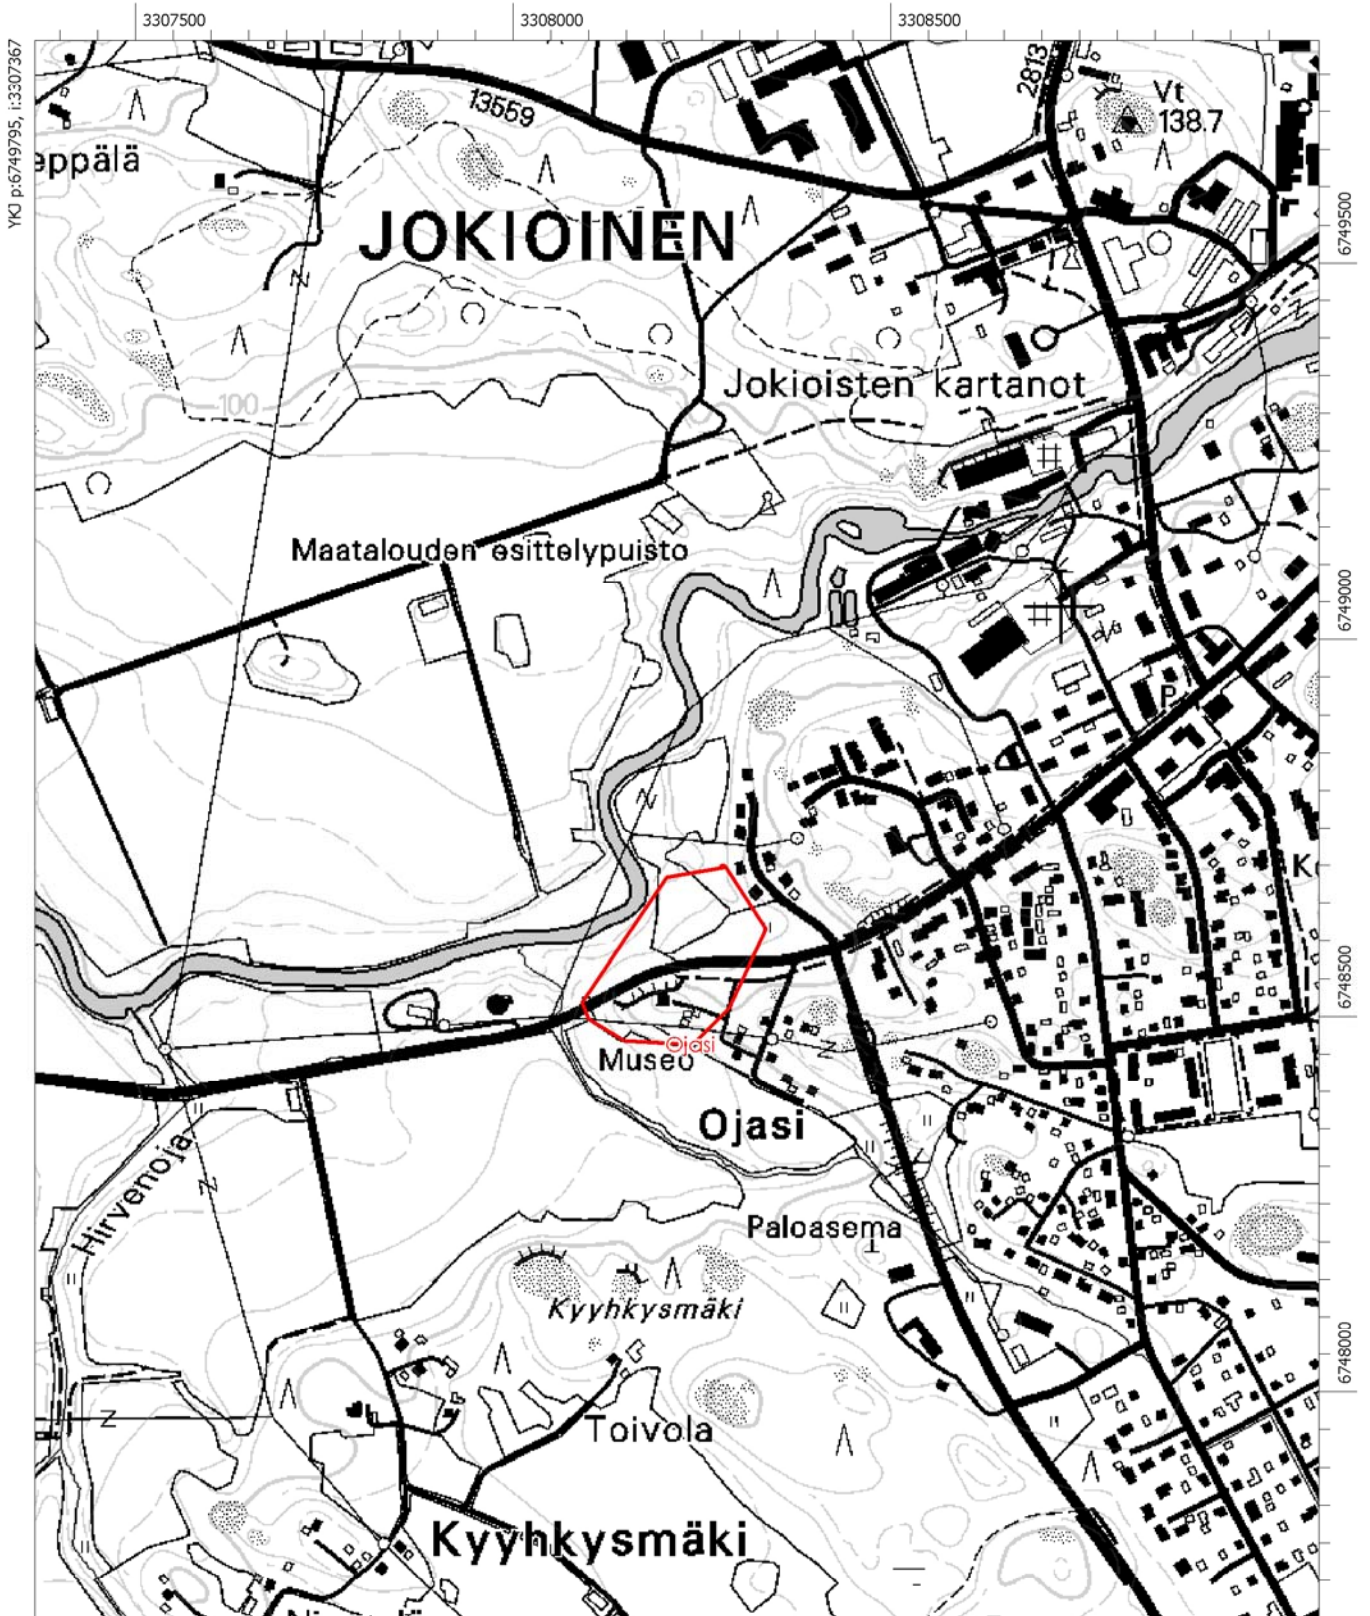 3307500
3308000
3308500
YKJ p:6749795, i:3307367
13559
2813
Vt
138.7
eppälä
JOKIOINEN
6749500
Jokioisten kartanot
100
Maatalouden esittelypuisto
6749000
P
6748500
Ojasi
Museo
Ojasi
Hirvenoja
Paloasema
Kyyhkysmäki
6748000
Toivola
Kyyhkysmäki